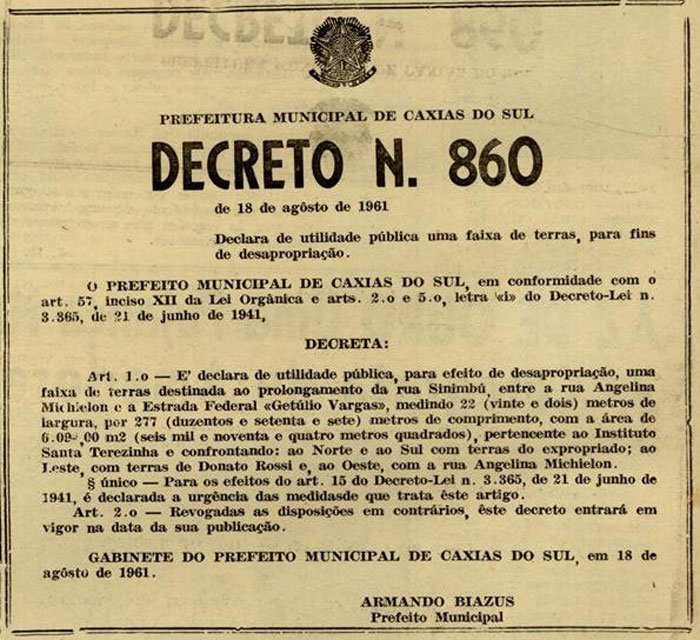 PREFEITURA MUNICIPAL DE CAXIAS DO SUL
DECRETO N. 860
de 18 de agôsto de 1961
Declara de utilidade pública uma faixa de terras, para fins
de desapropriação.
O PREFEITO MUNICIPAL DE CAXIAS DO SUL, em conformidade com o
art. 57, inciso XII da Lei Orgânica e arts. 2.o e 5.o, letra «i» do Decreto-Lei n.
3.365, de 21 de junho de 1941,
DECRETA:
Art. 1.o — E' declara de utilidade pública, para efeito de desapropriação, uma
faixa de terras destinada ao prolongamento da rua Sinimbú, entre a rua Angelina
Michielon e a Estrada Federal «Getúlio Vargas», medindo 22 (vinte e dois) metros de
largura, por 277 (duzentos e setenta e sete) metros de comprimento, com a área de
m2 (seis mil e noventa e quatro metros quadrados), pertencente ao Instituto
Santa Terezinha e confrontando: ao Norte e ao Sul com terras do expropriado; ao
Leste, com terras de Donato Rossi e, ao Oeste, com a rua Angelina Michielon.
§ único — Para os efeitos do art. 15 do Decreto-Lei n. 3.365, de 21 de junho de
1941, é declarada a urgência das medidasde que trata êste artigo.
Art. 2.o — Revogadas as disposições em contrários, êste decreto entrará em
vigor na data da sua publicação.
GABINETE DO PREFEITO MUNICIPAL DE CAXIAS DO SUL, em 18 de
agôsto de 1961.
ARMANDO BIAZUS
Prefeito Municipal